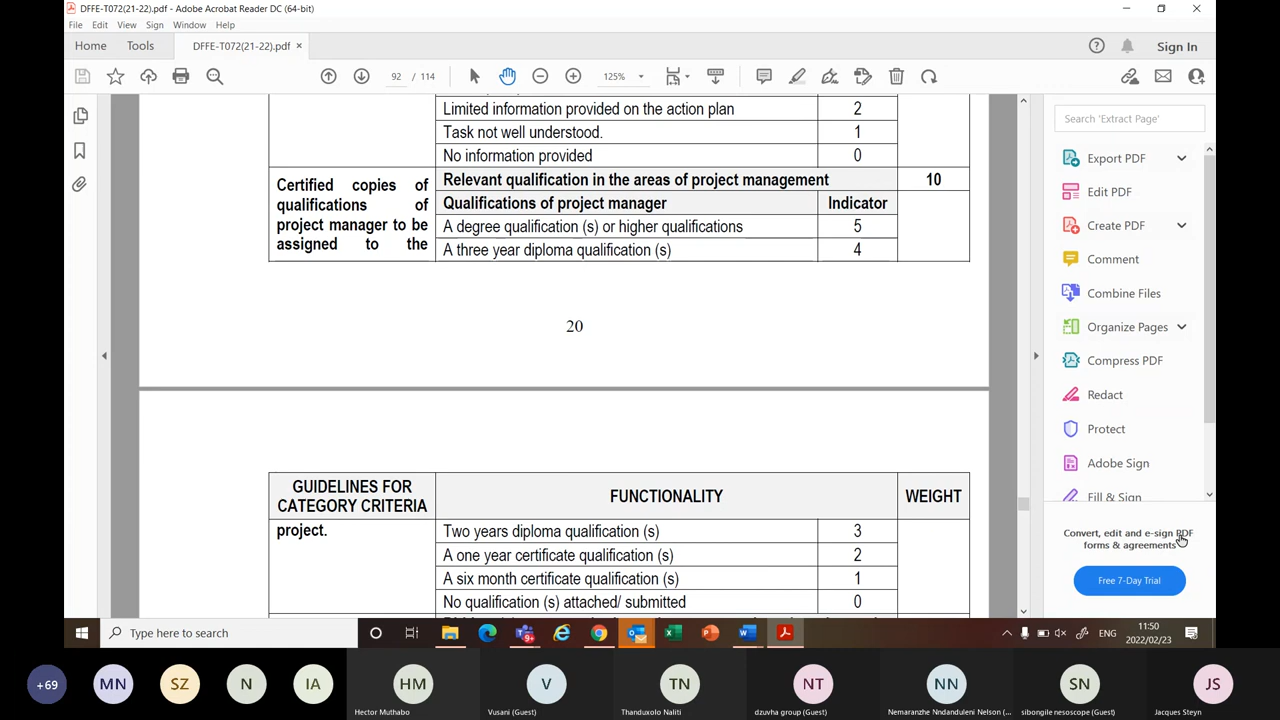 DFFE-T072(21-22).pdf - Adobe Acrobat Reader DC (64-bit)
File Edit View Sign Window Help
Home Tools DFFE-T072(21-22).pdf × Sign In
92 / 114 125%
Limited information provided on the action plan 2
Task not well understood. 1
No information provided 0
Certified copies of qualifications of project manager to be assigned to the
Relevant qualification in the areas of project management 10
Qualifications of project manager Indicator
A degree qualification (s) or higher qualifications 5
A three year diploma qualification (s) 4
20
GUIDELINES FOR CATEGORY CRITERIA FUNCTIONALITY WEIGHT
project. Two years diploma qualification (s) 3
A one year certificate qualification (s) 2
A six month certificate qualification (s) 1
No qualification (s) attached/ submitted 0
Search 'Extract Page'
Export PDF
Edit PDF
Create PDF
Comment
Combine Files
Organize Pages
Compress PDF
Redact
Protect
Adobe Sign
Fill & Sign
Convert, edit and e-sign PDF
forms & agreements
Free 7-Day Trial
Type here to search
ENG
11:50
2022/02/23
+69 MN SZ N IA HM V TN NT NN SN JS
Hector Muthabo Vusani (Guest) Thanduxolo Naliti dzuvha group (Guest) Nemaranzhe Nndanduleni Nelson (... sibongile nesoscope (Guest) Jacques Steyn